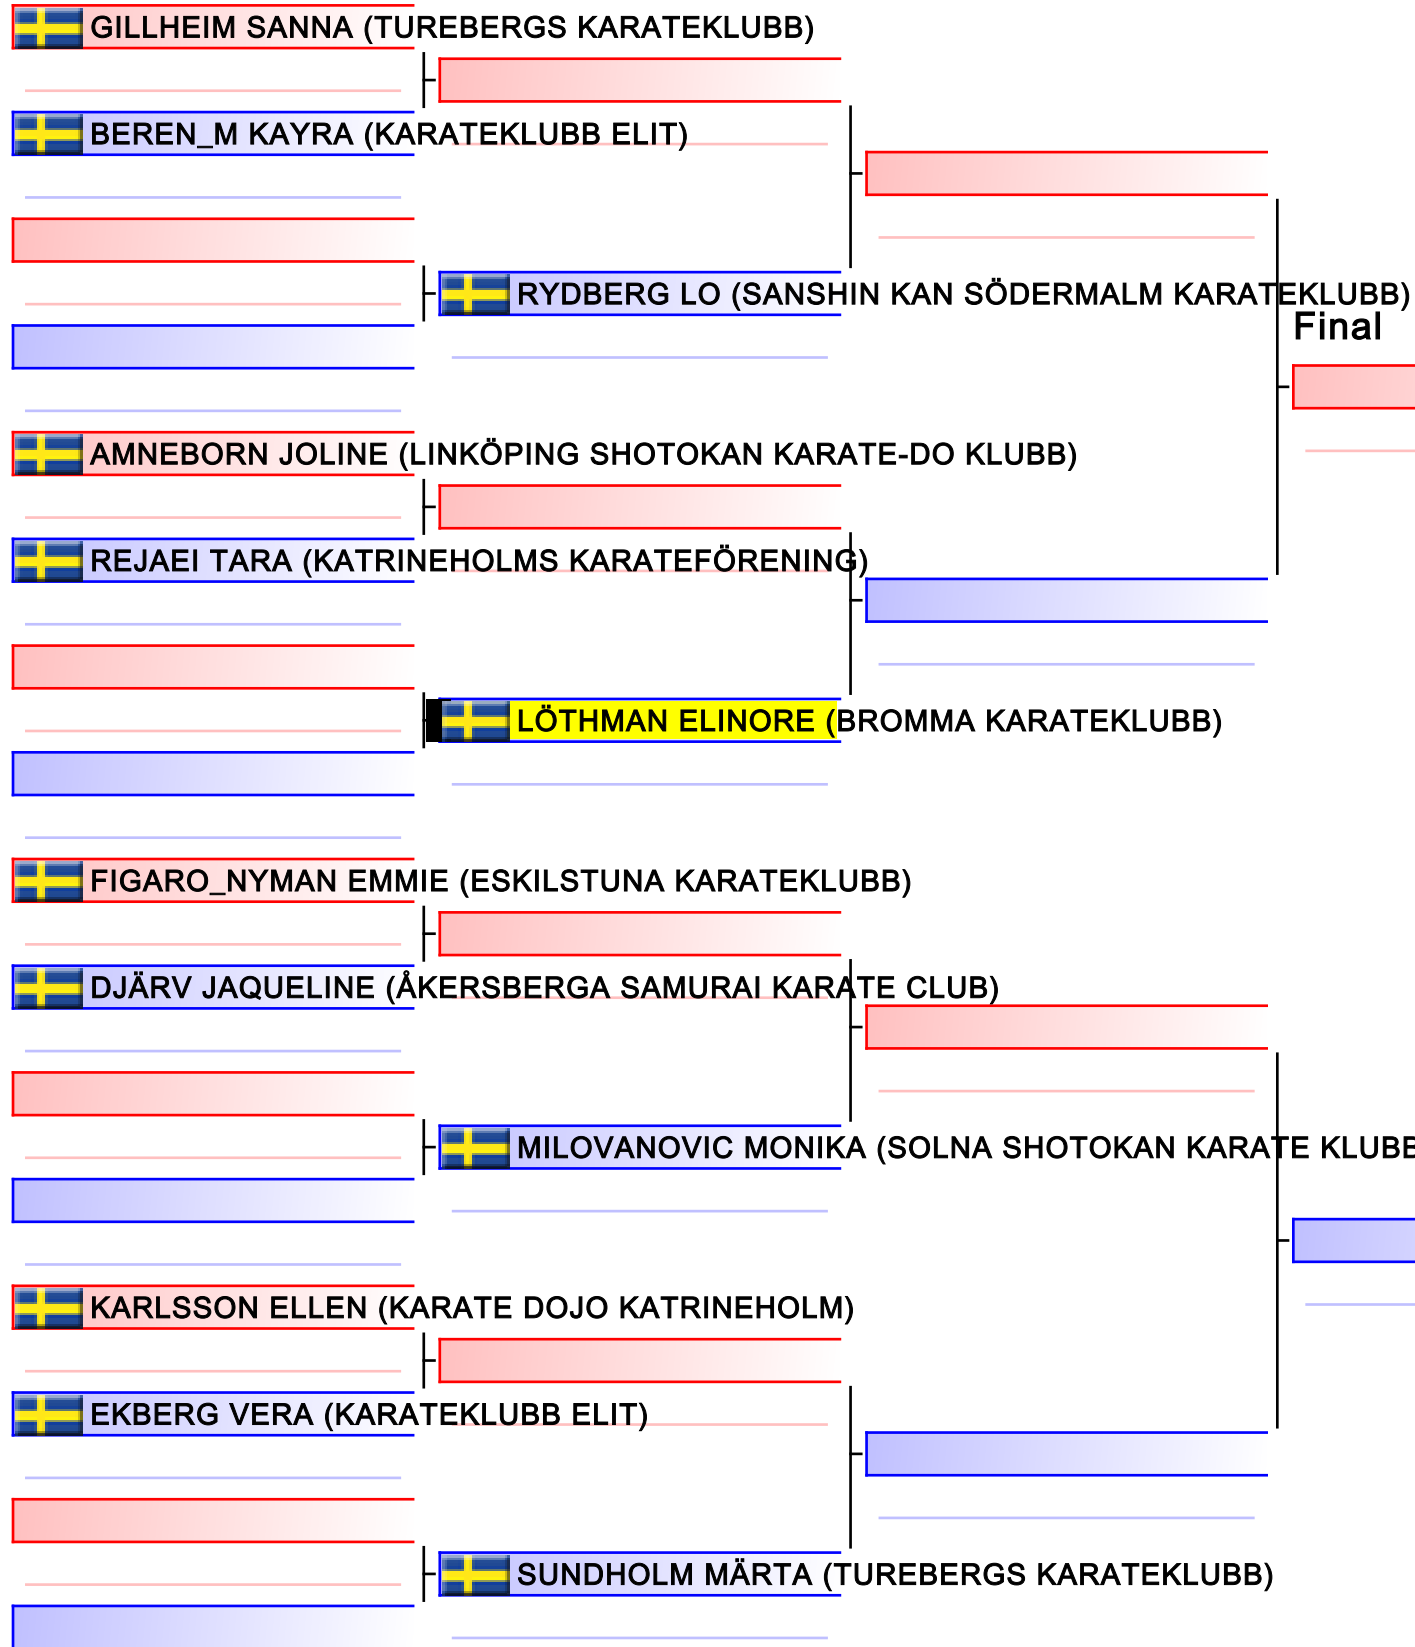 GILLHEIM SANNA (TUREBERGS KARATEKLUBB)
BEREN_M KAYRA (KARATEKLUBB ELIT)
RYDBERG LO (SANSHIN KAN SÖDERMALM KARATEKLUBB)
Final
AMNEBORN JOLINE (LINKÖPING SHOTOKAN KARATE-DO KLUBB)
REJAEI TARA (KATRINEHOLMS KARATEFÖRENING)
LÖTHMAN ELINORE (BROMMA KARATEKLUBB)
FIGARO_NYMAN EMMIE (ESKILSTUNA KARATEKLUBB)
DJÄRV JAQUELINE (ÅKERSBERGA SAMURAI KARATE CLUB)
MILOVANOVIC MONIKA (SOLNA SHOTOKAN KARATE KLUBB
KARLSSON ELLEN (KARATE DOJO KATRINEHOLM)
EKBERG VERA (KARATEKLUBB ELIT)
SUNDHOLM MÄRTA (TUREBERGS KARATEKLUBB)